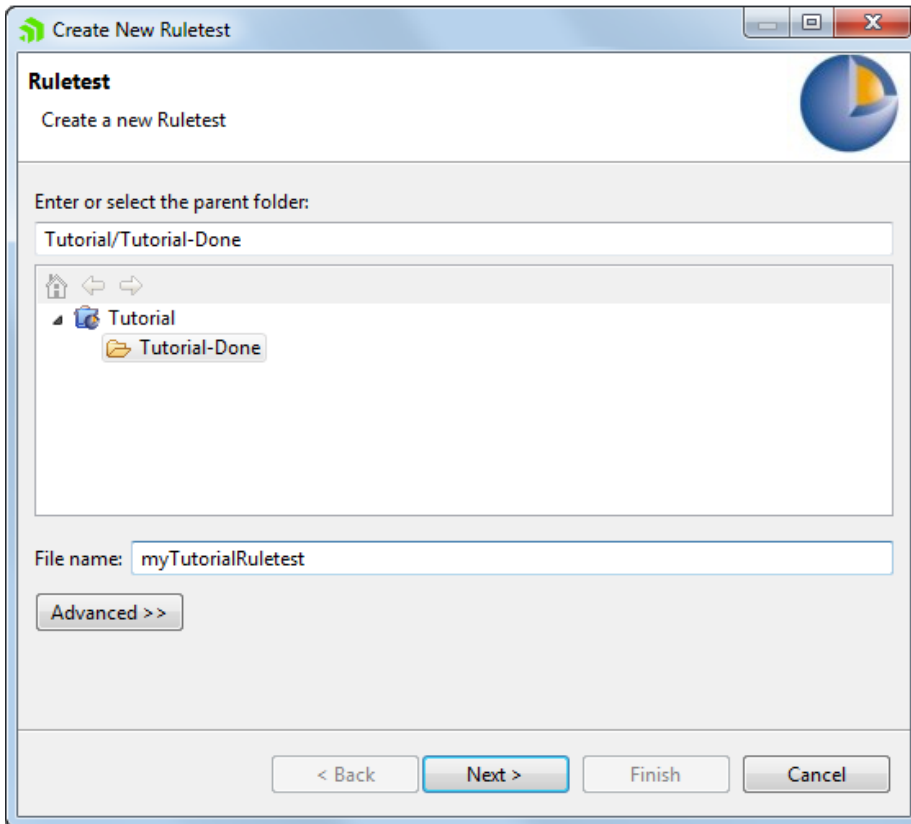 Create New Ruletest
Ruletest
Create a new Ruletest
Enter or select the parent folder:
Tutorial/Tutorial-Done
Tutorial
Tutorial-Done
File name: myTutorialRuletest
Advanced >>
< Back Next > Finish Cancel